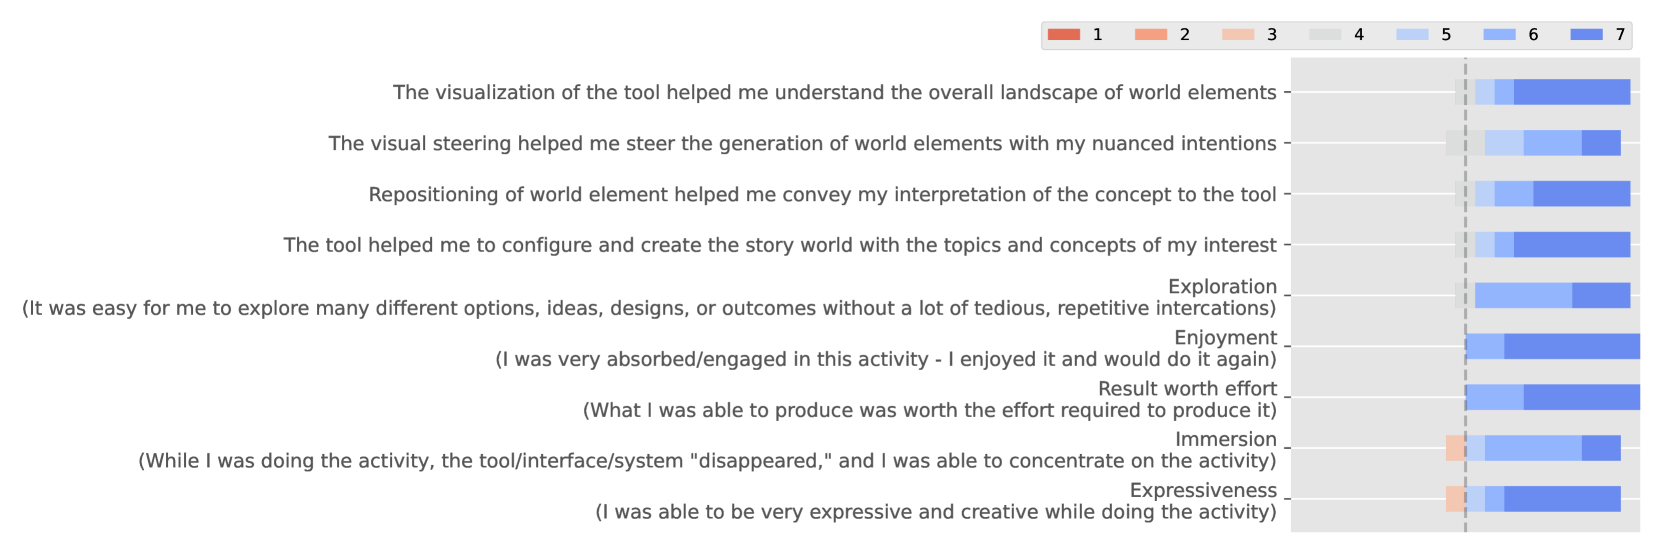 1 2 3 4 5 6 7
The visualization of the tool helped me understand the overall landscape of world elements
The visual steering helped me steer the generation of world elements with my nuanced intentions
Repositioning of world element helped me convey my interpretation of the concept to the tool
The tool helped me to configure and create the story world with the topics and concepts of my interest
Exploration
(It was easy for me to explore many different options, ideas, designs, or outcomes without a lot of tedious, repetitive intercations)
Enjoyment
(I was very absorbed/engaged in this activity - I enjoyed it and would do it again)
Result worth effort
(What I was able to produce was worth the effort required to produce it)
Immersion
(While I was doing the activity, the tool/interface/system "disappeared," and I was able to concentrate on the activity)
Expressiveness
(I was able to be very expressive and creative while doing the activity)